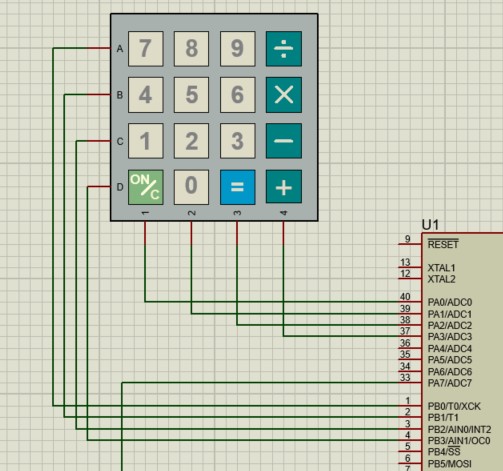 A 7 8 9 ÷
B 4 5 6 ×
C 1 2 3 −
D ON/C 0 = +
1 2 3 4
U1
9 RESET
13 XTAL1
12 XTAL2
40 PA0/ADC0
39 PA1/ADC1
38 PA2/ADC2
37 PA3/ADC3
36 PA4/ADC4
35 PA5/ADC5
34 PA6/ADC6
33 PA7/ADC7
1 PB0/T0/XCK
2 PB1/T1
3 PB2/AIN0/INT2
4 PB3/AIN1/OC0
5 PB4/SS
6 PB5/MOSI
7